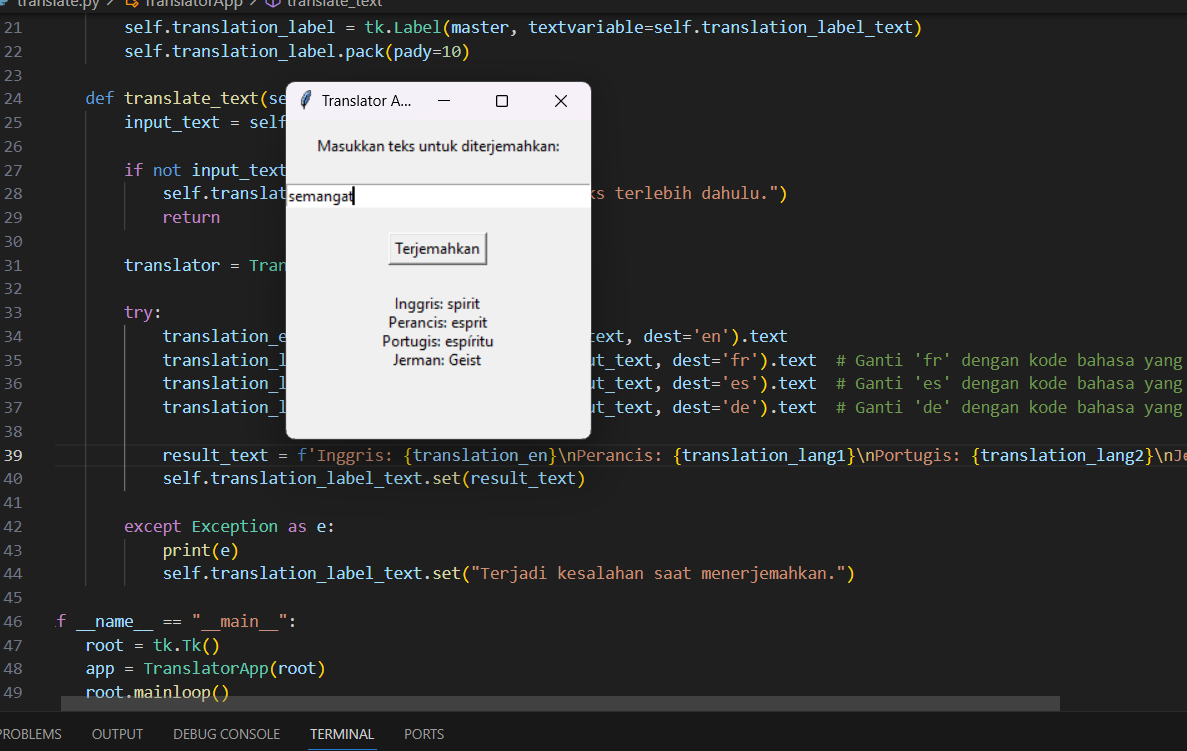 translate.py > TranslatorApp > translate_text
21 self.translation_label = tk.Label(master, textvariable=self.translation_label_text)
22 self.translation_label.pack(pady=10)
23
24 def translate_text(se
25 input_text = self
26
27 if not input_text
28 self.translat ks terlebih dahulu.")
29 return
30
31 translator = Tran
32
33 try:
34 translation_e text, dest='en').text
35 translation_l ut_text, dest='fr').text # Ganti 'fr' dengan kode bahasa yang
36 translation_l ut_text, dest='es').text # Ganti 'es' dengan kode bahasa yang
37 translation_l ut_text, dest='de').text # Ganti 'de' dengan kode bahasa yang
38
39 result_text = f'Inggris: {translation_en}\nPerancis: {translation_lang1}\nPortugis: {translation_lang2}\nJe
40 self.translation_label_text.set(result_text)
41
42 except Exception as e:
43 print(e)
44 self.translation_label_text.set("Terjadi kesalahan saat menerjemahkan.")
45
46 if __name__ == "__main__":
47 root = tk.Tk()
48 app = TranslatorApp(root)
49 root.mainloop()
PROBLEMS OUTPUT DEBUG CONSOLE TERMINAL PORTS
Translator A...
Masukkan teks untuk diterjemahkan:
semangat
Terjemahkan
Inggris: spirit
Perancis: esprit
Portugis: espíritu
Jerman: Geist